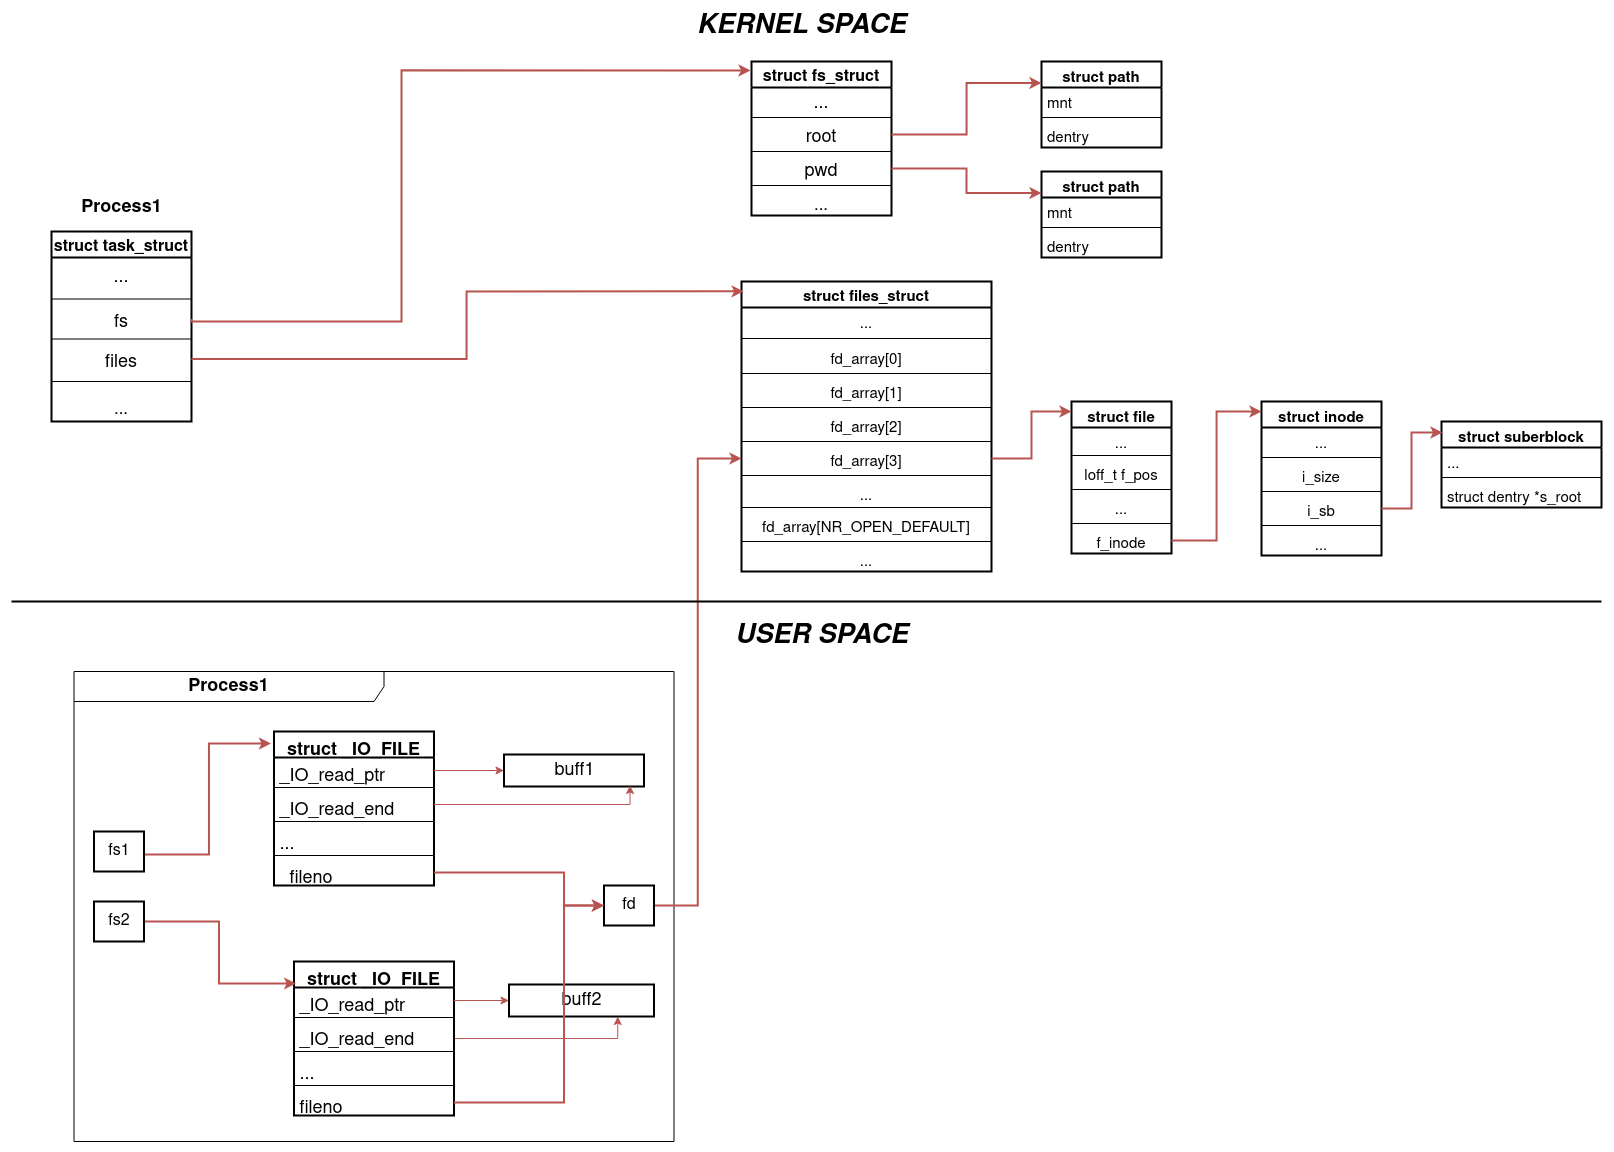 KERNEL SPACE
struct fs_struct
...
root
pwd
...
struct path
mnt
dentry
struct path
mnt
dentry
Process1
struct task_struct
...
fs
files
...
struct files_struct
...
fd_array[0]
fd_array[1]
fd_array[2]
fd_array[3]
...
fd_array[NR_OPEN_DEFAULT]
...
struct file
...
loff_t f_pos
...
f_inode
struct inode
...
i_size
i_sb
...
struct suberblock
...
struct dentry *s_root
USER SPACE
Process1
fs1
fs2
struct _IO_FILE
_IO_read_ptr
_IO_read_end
...
_fileno
buff1
fd
struct _IO_FILE
_IO_read_ptr
_IO_read_end
...
fileno
buff2